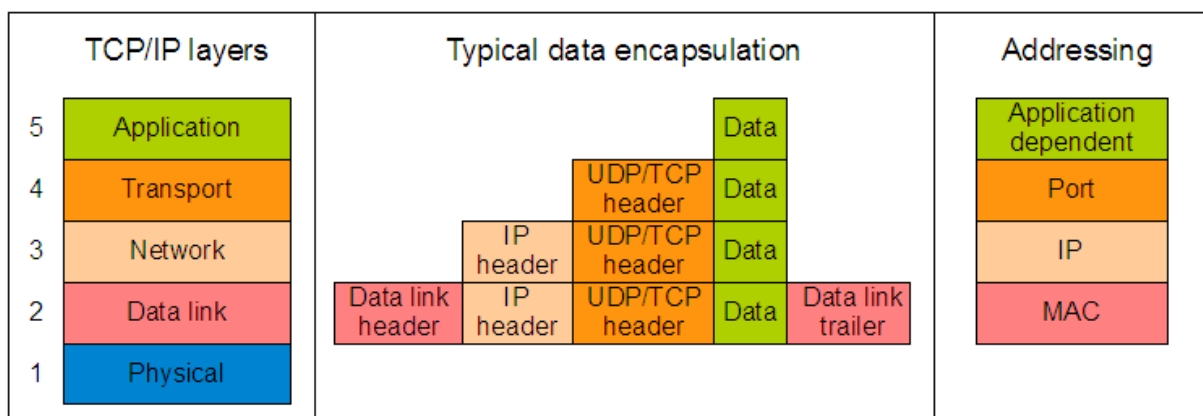 TCP/IP layers
Typical data encapsulation
Addressing
5
Application
Data
Application
dependent
4
Transport
UDP/TCP
header
Data
Port
3
Network
IP
header
UDP/TCP
header
Data
IP
2
Data link
Data link
header
IP
header
UDP/TCP
header
Data
Data link
trailer
MAC
1
Physical